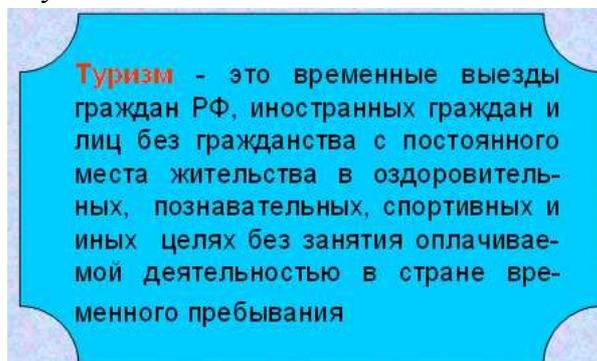 Туризм - это временные выезды
граждан РФ, иностранных граждан и
лиц без гражданства с постоянного
места жительства в оздоровитель-
ных, познавательных, спортивных и
иных целях без занятия оплачивае-
мой деятельностью в стране вре-
менного пребывания